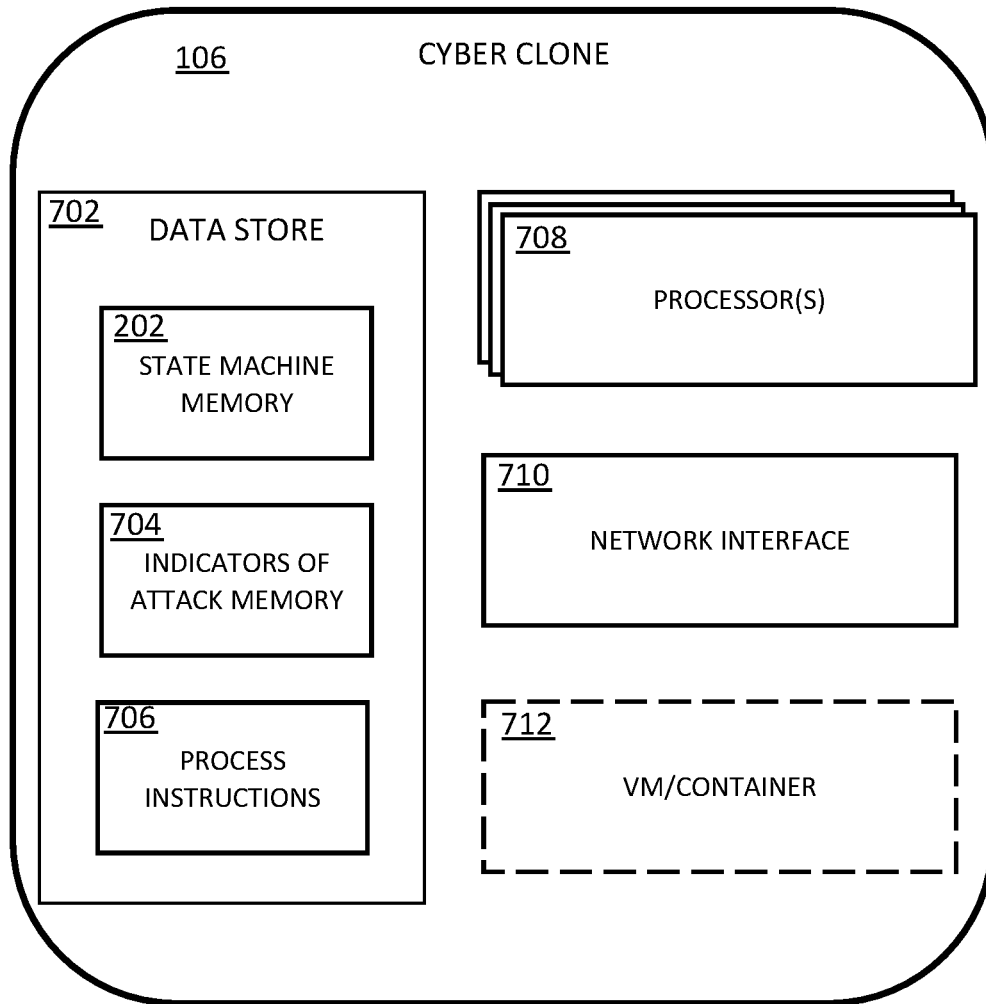 106
CYBER CLONE
702
DATA STORE
202
STATE MACHINE
MEMORY
704
INDICATORS OF
ATTACK MEMORY
706
PROCESS
INSTRUCTIONS
708
PROCESSOR(S)
710
NETWORK INTERFACE
712
VM/CONTAINER